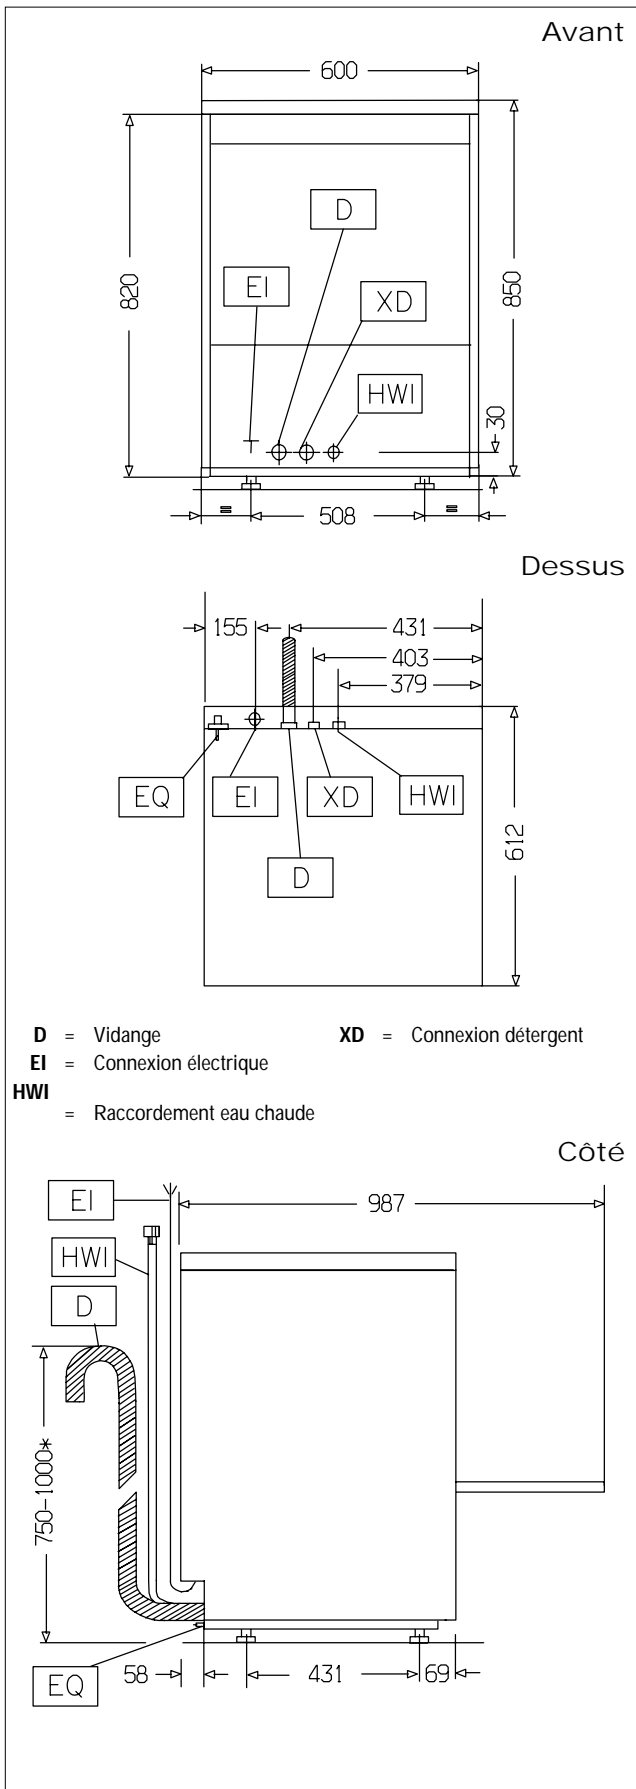 Avant
600
D
EI
XD
HWI
820
850
30
= 508 =
Dessus
155
431
403
379
EQ
EI
XD
HWI
D
612
D = Vidange
XD = Connexion détergent
EI = Connexion électrique
HWI
= Raccordement eau chaude
Côté
EI
987
HWI
D
750-1000*
EQ
58
431
69